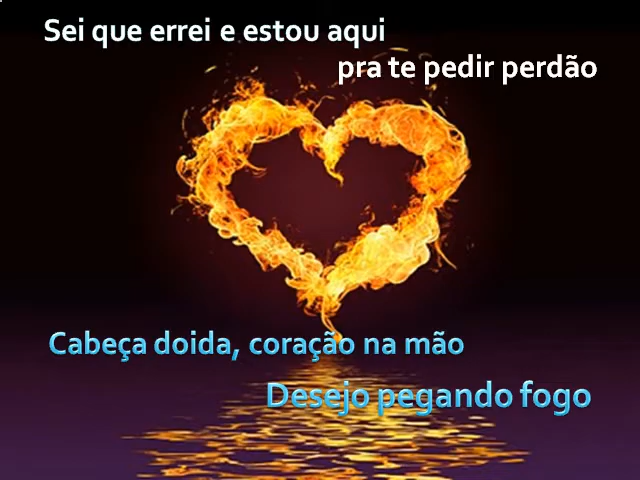 Sei que errei e estou aqui
pra te pedir perdão
Cabeça doida, coração na mão
Desejo pegando fogo